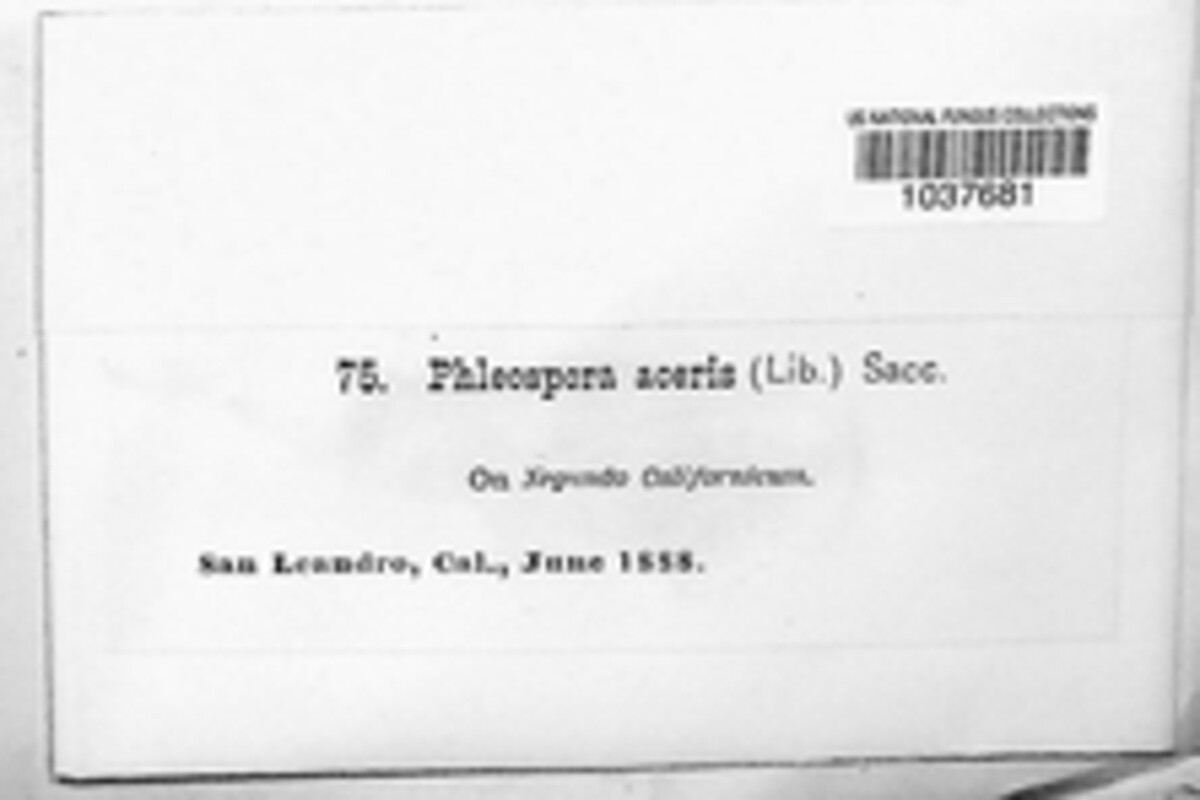 US NATIONAL FUNGUS COLLECTIONS
1037681
75. Phleospora aceris (Lib.) Sacc.
On Negundo Californicum.
San Leandro, Cal., June 1888.